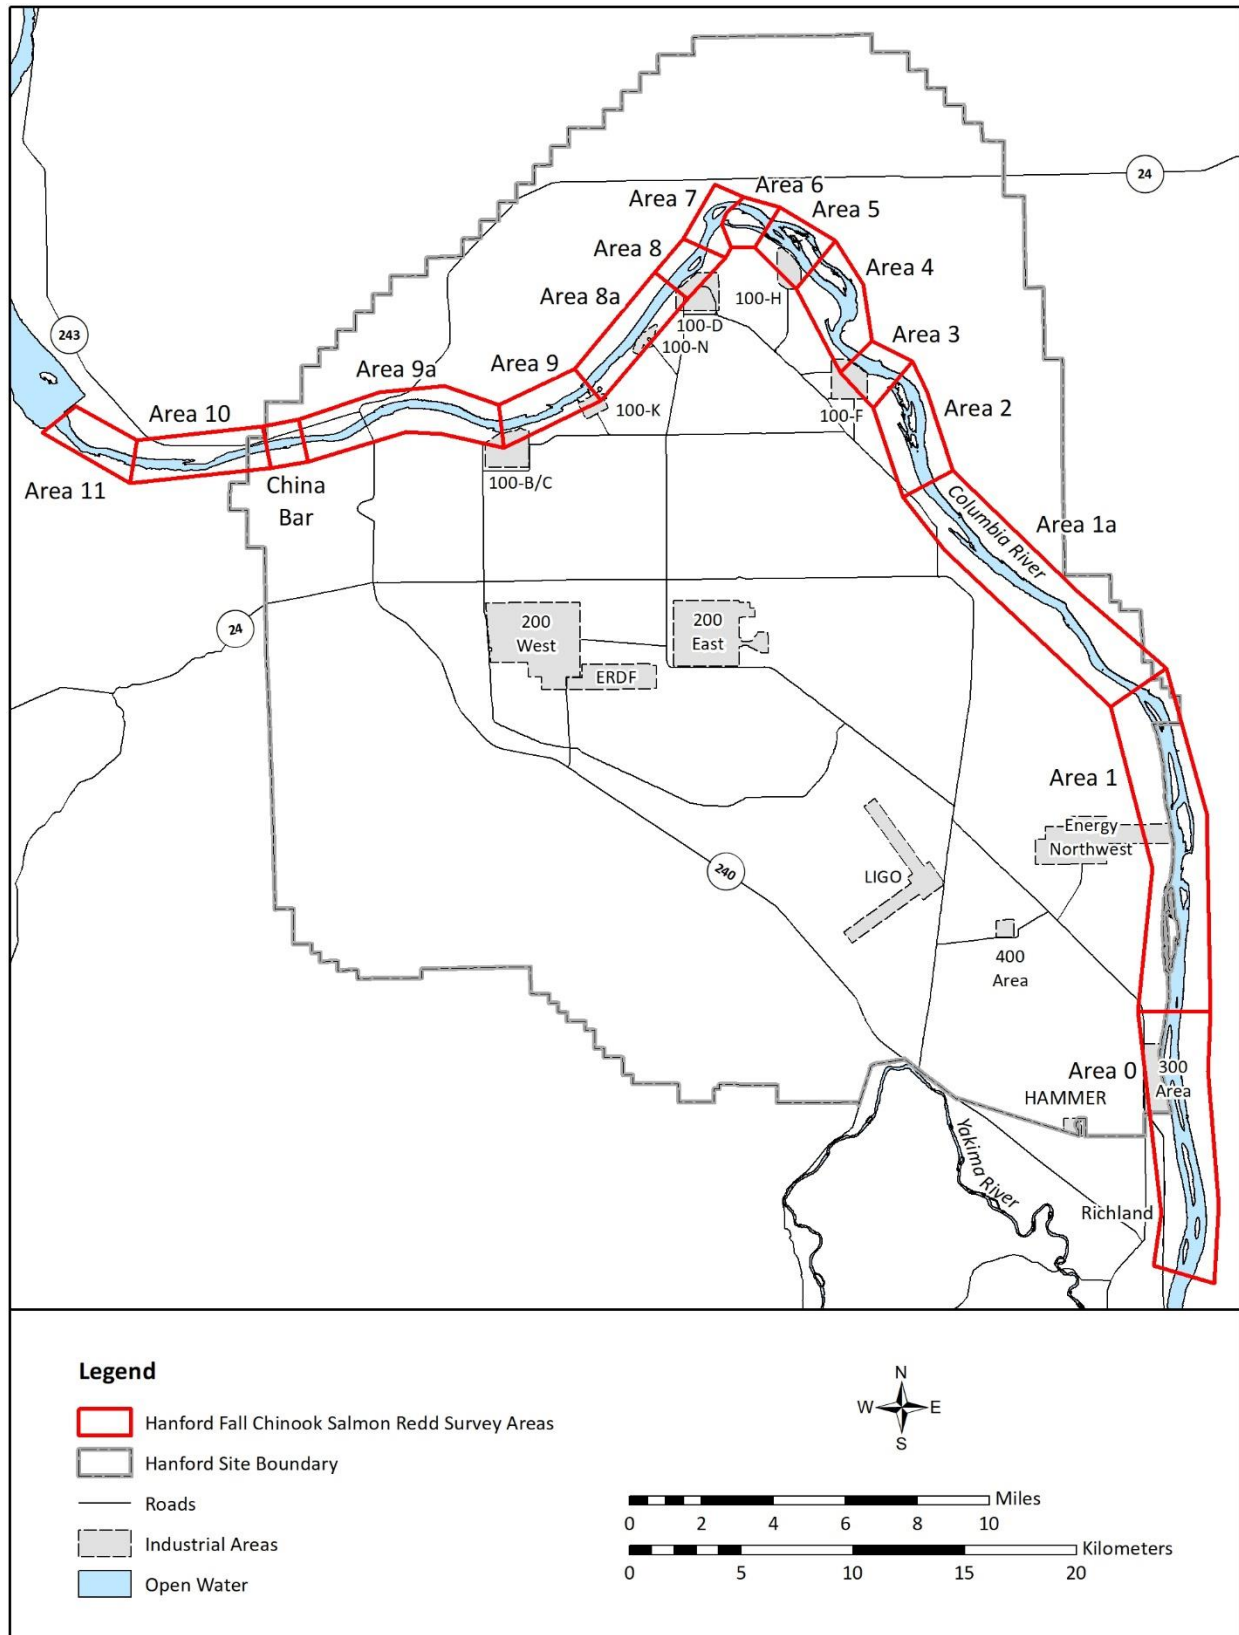 24
Area 6
Area 7
Area 5
Area 8
Area 4
Area 8a
100-H
100-D
100-N
243
Area 3
Area 9
Area 9a
100-K
100-F
Area 2
Area 10
Area 11
China
Bar
100-B/C
Columbia River
Area 1a
24
200
West
200
East
ERDF
Area 1
Energy
Northwest
240
LIGO
400
Area
Area 0
300
Area
HAMMER
Yakima River
Richland
Legend
Hanford Fall Chinook Salmon Redd Survey Areas
Hanford Site Boundary
Roads
Industrial Areas
Open Water
N
W E
S
Miles
0 2 4 6 8 10
Kilometers
0 5 10 15 20